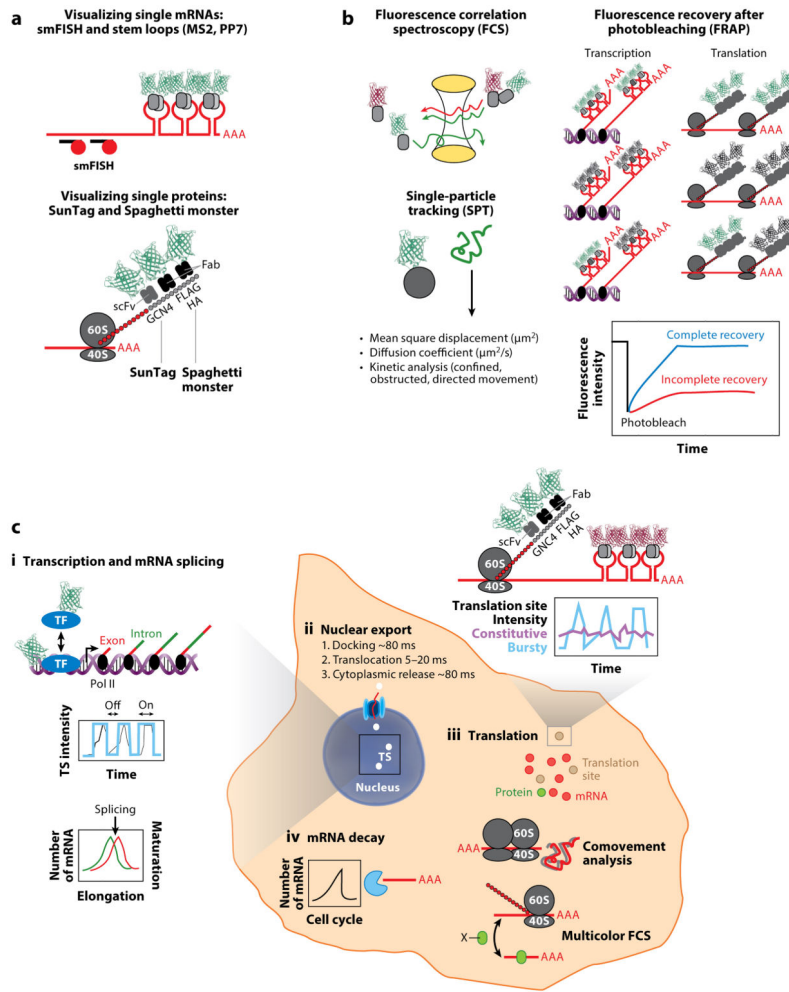 a
Visualizing single mRNAs:
smFISH and stem loops (MS2, PP7)
AAA
smFISH
Visualizing single proteins:
SunTag and Spaghetti monster
Fab
scFv
GCN4
FLAG
HA
60S
40S
AAA
SunTag
Spaghetti
monster
b
Fluorescence correlation
spectroscopy (FCS)
Single-particle
tracking (SPT)
• Mean square displacement (μm²)
• Diffusion coefficient (μm²/s)
• Kinetic analysis (confined,
obstructed, directed movement)
Fluorescence recovery after
photobleaching (FRAP)
Transcription
Translation
AAA
AAA
AAA
AAA
AAA
AAA
AAA
AAA
AAA
Fluorescence
intensity
Complete recovery
Incomplete recovery
Photobleach
Time
c
i Transcription and mRNA splicing
TF
TF
Exon
Intron
Pol II
TS intensity
Off
On
Time
Splicing
Number
of mRNA
Maturation
Elongation
ii Nuclear export
1. Docking ~80 ms
2. Translocation 5–20 ms
3. Cytoplasmic release ~80 ms
TS
Nucleus
Fab
scFv
GNC4
FLAG
HA
60S
40S
AAA
Translation site
Intensity
Constitutive
Bursty
Time
iii Translation
Translation
site
Protein
mRNA
AAA
60S
40S
Comovement
analysis
60S
40S
AAA
X
Multicolor FCS
AAA
iv mRNA decay
Number
of mRNA
Cell cycle
AAA